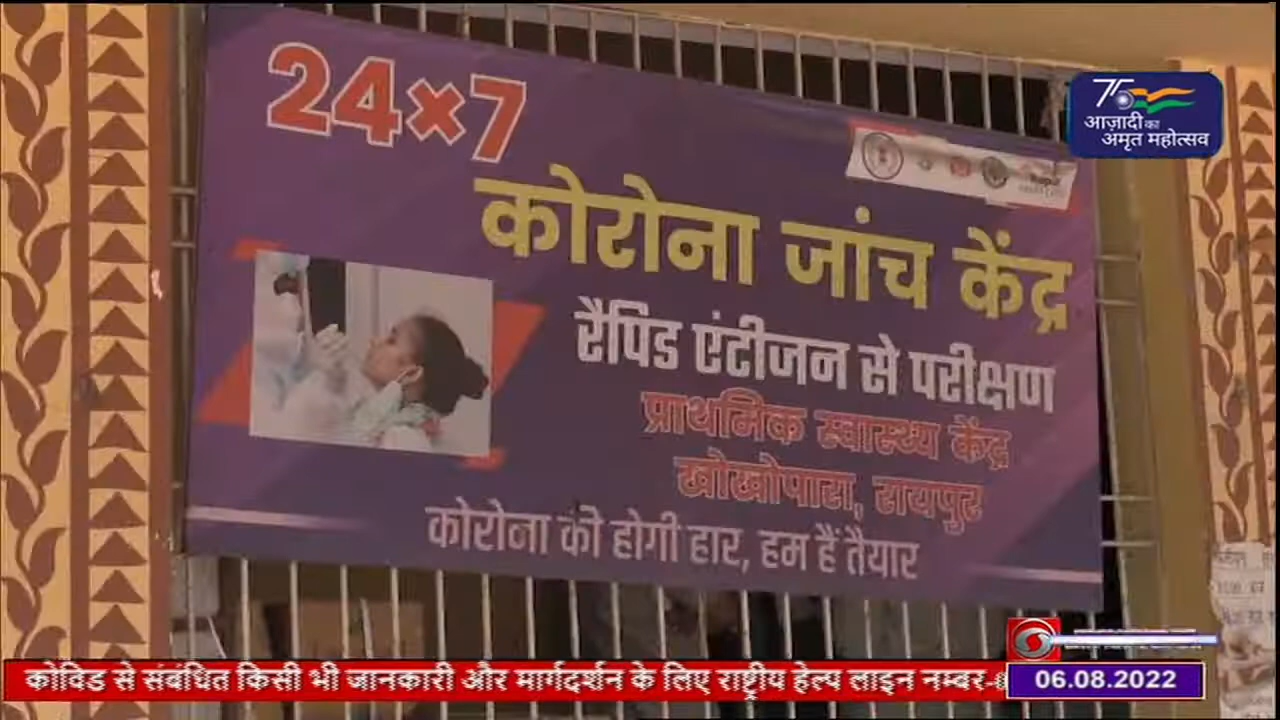 24×7
आज़ादी का
अमृत महोत्सव
कोरोना जांच केंद्र
रैपिड एंटीजन से परीक्षण
प्राथमिक स्वास्थ्य केंद्र
खोखोपारा, रायपुर
कोरोना की होगी हार, हम हैं तैयार
कोविड से संबंधित किसी भी जानकारी और मार्गदर्शन के लिए राष्ट्रीय हेल्प लाइन नम्बर-
06.08.2022